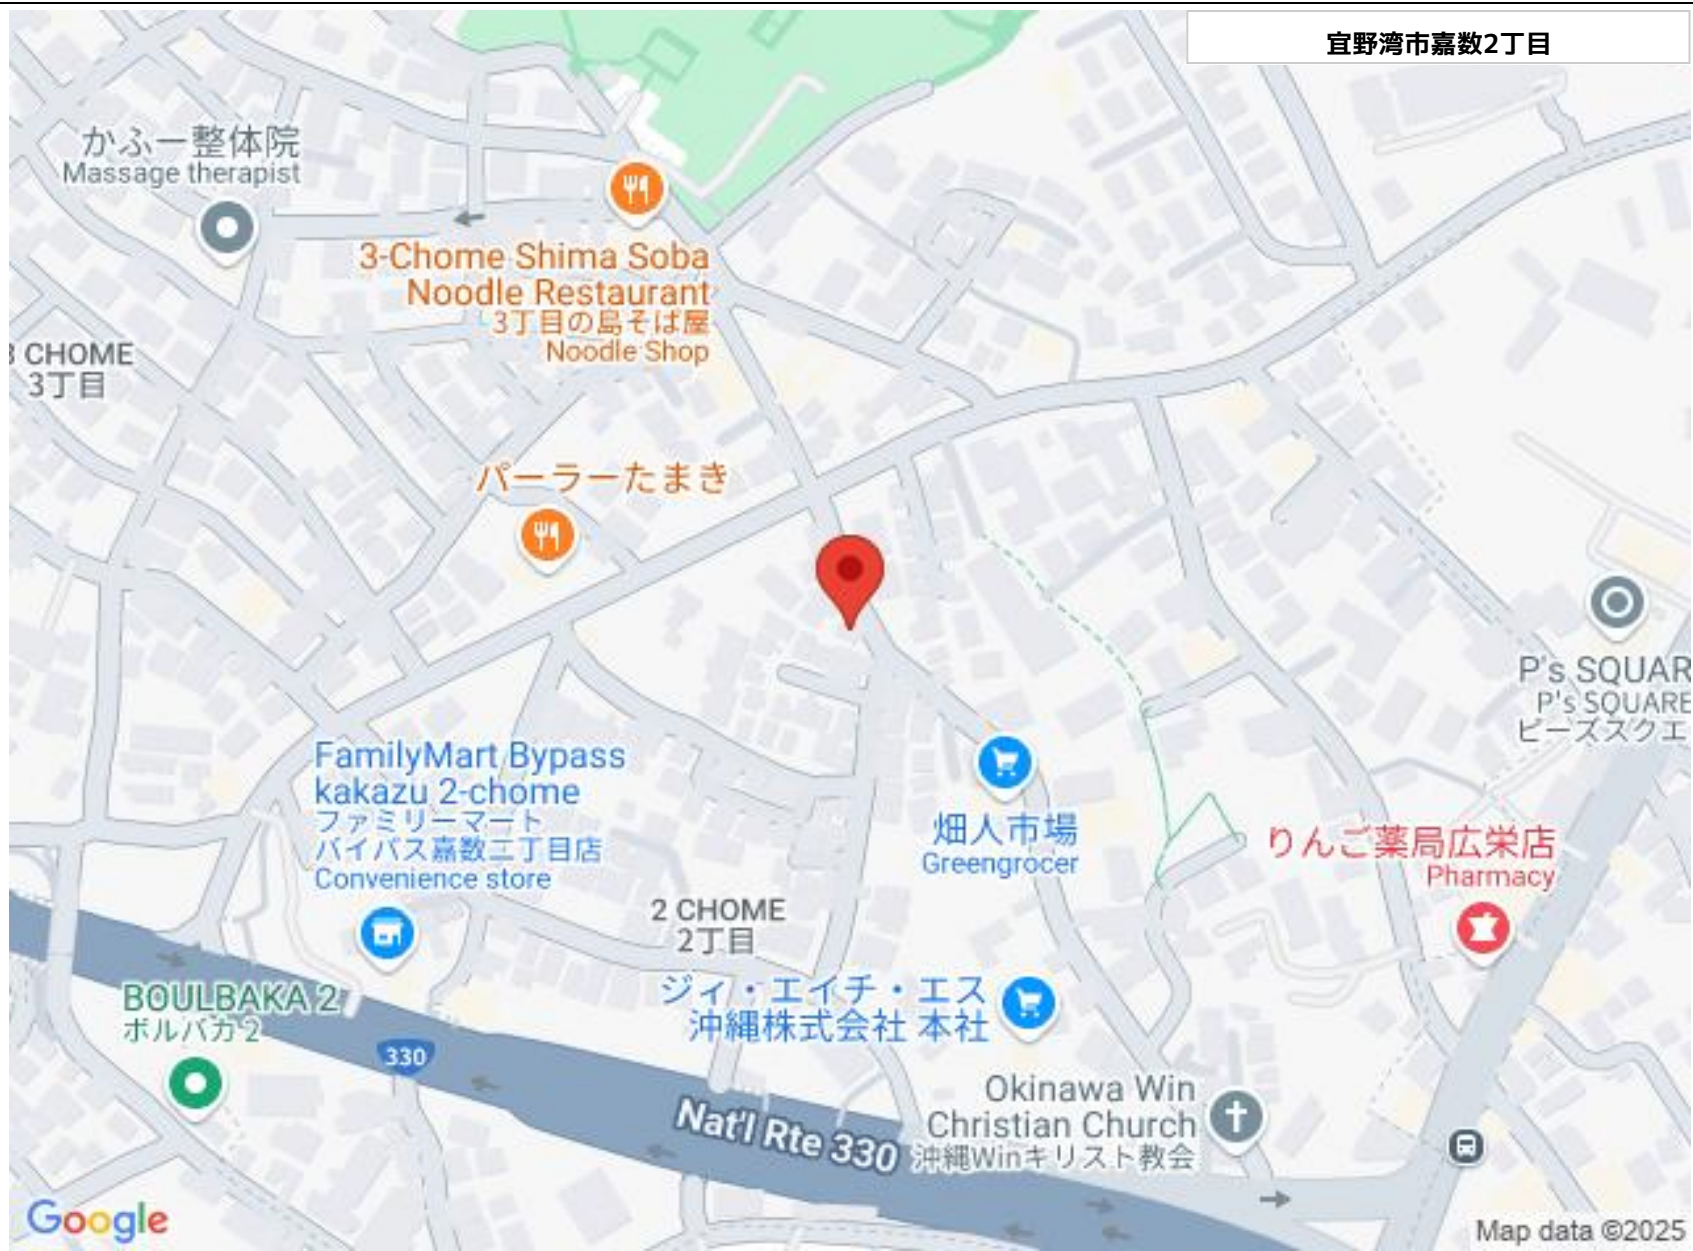 宜野湾市嘉数2丁目
かふー整体院
Massage therapist
3-Chome Shima Soba
Noodle Restaurant
3丁目の島そば屋
Noodle Shop
CHOME
3丁目
パーラーたまき
P's SQUAR
P's SQUARE
ピーズスクエ
FamilyMart Bypass
kakazu 2-chome
ファミリーマート
バイパス嘉数二丁目店
Convenience store
畑人市場
Greengrocer
りんご薬局広栄店
Pharmacy
2 CHOME
2丁目
ジィ・エイチ・エス
沖縄株式会社 本社
BOULBAKA 2
ボルバカ 2
330
Nat'l Rte 330
Okinawa Win
Christian Church
沖縄Winキリスト教会
Google
Map data ©2025